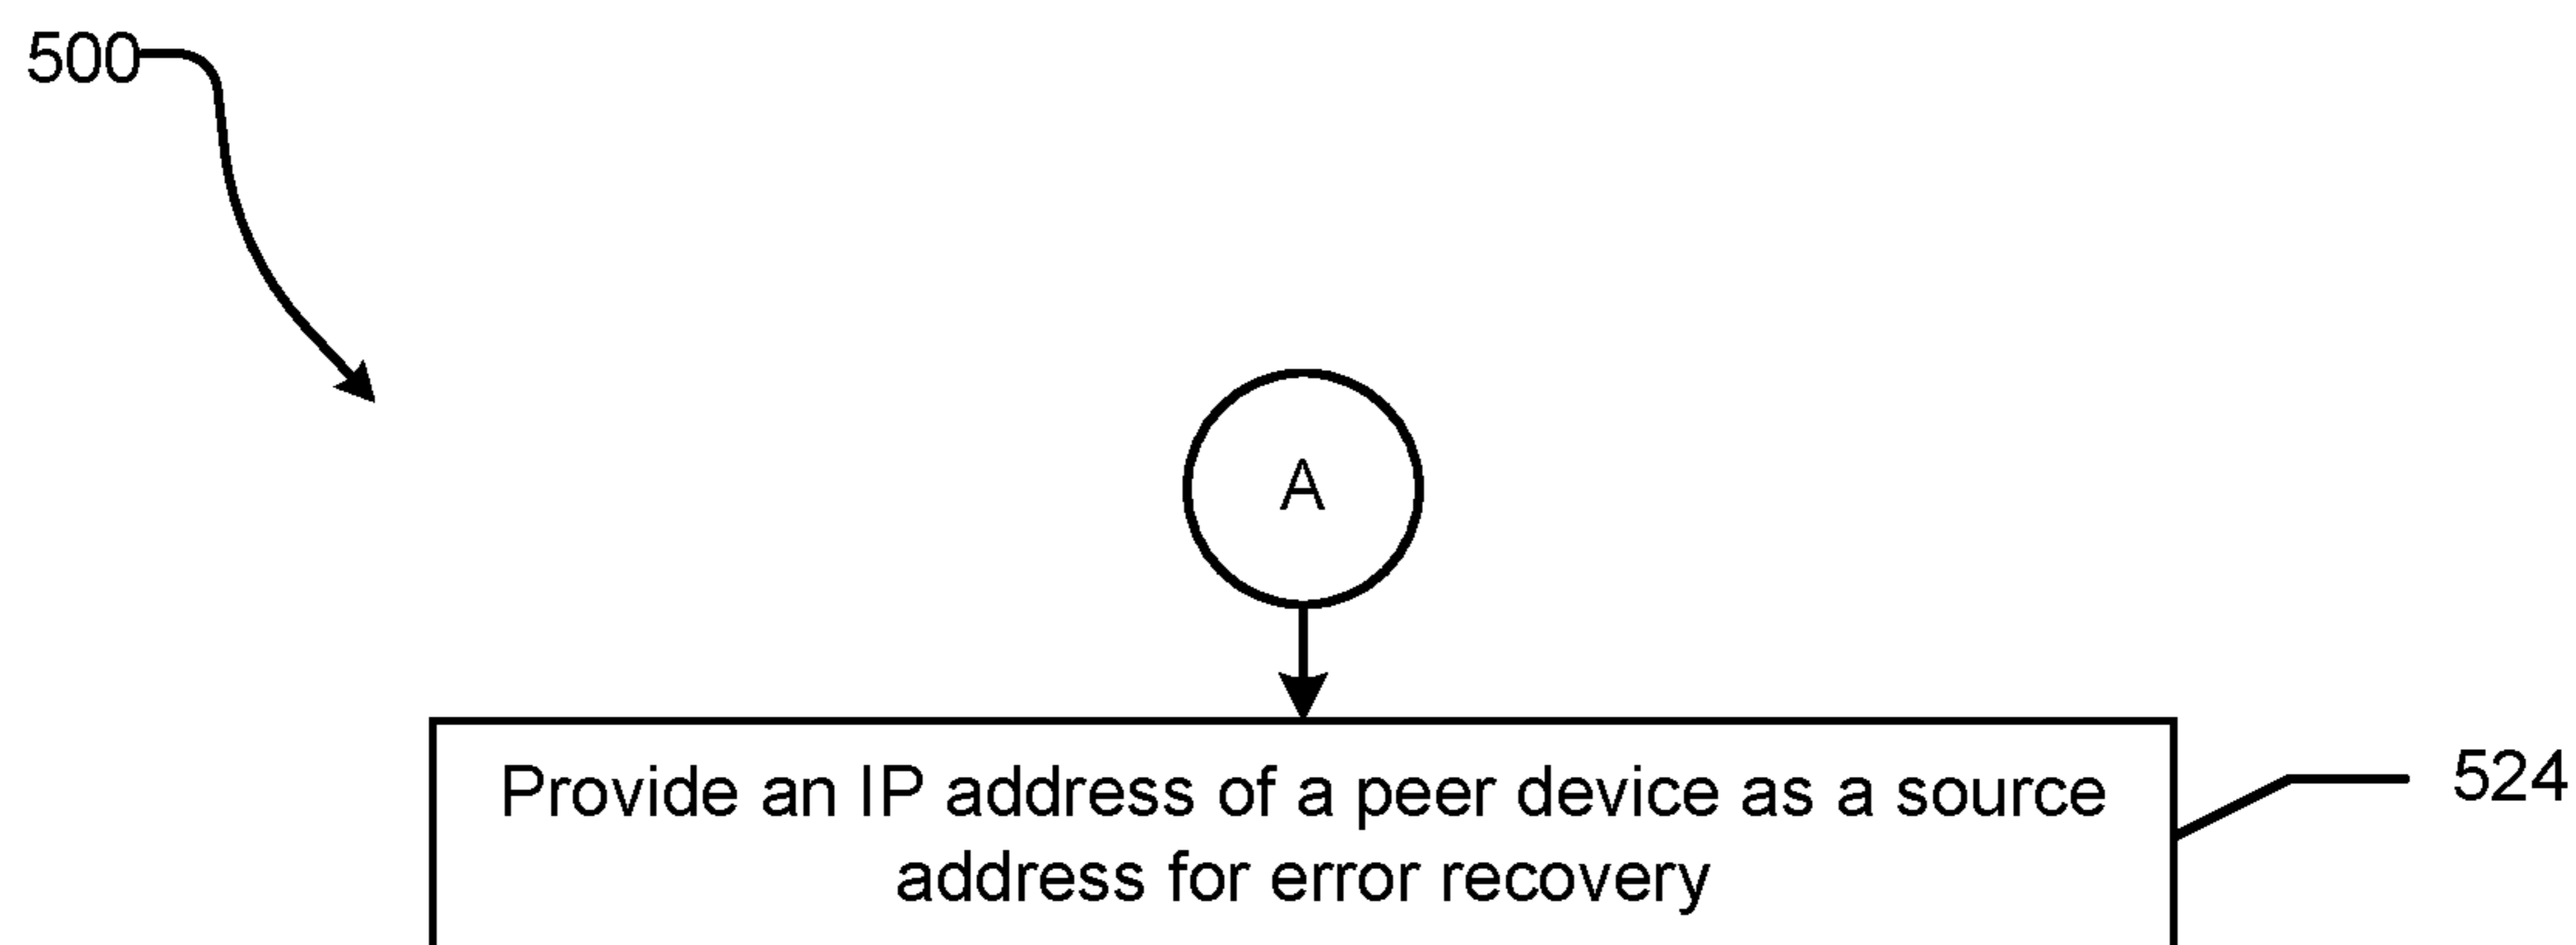 500
A
Provide an IP address of a peer device as a source
address for error recovery
524